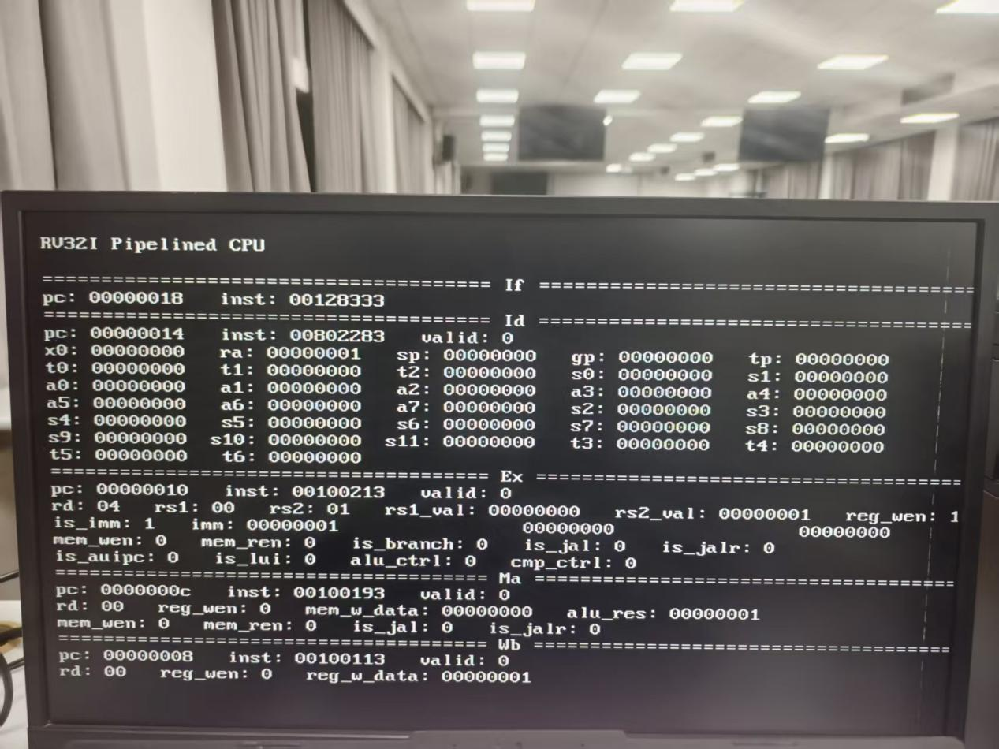 RV32I Pipelined CPU
====================================== If =====================================
pc: 00000018 inst: 00128333
====================================== Id =====================================
pc: 00000014 inst: 00802283 valid: 0
x0: 00000000 ra: 00000001 sp: 00000000 gp: 00000000 tp: 00000000
t0: 00000000 t1: 00000000 t2: 00000000 s0: 00000000 s1: 00000000
a0: 00000000 a1: 00000000 a2: 00000000 a3: 00000000 a4: 00000000
a5: 00000000 a6: 00000000 a7: 00000000 s2: 00000000 s3: 00000000
s4: 00000000 s5: 00000000 s6: 00000000 s7: 00000000 s8: 00000000
s9: 00000000 s10: 00000000 s11: 00000000 t3: 00000000 t4: 00000000
t5: 00000000 t6: 00000000
====================================== Ex =====================================
pc: 00000010 inst: 00100213 valid: 0
rd: 04 rs1: 00 rs2: 01 rs1_val: 00000000 rs2_val: 00000001 reg_wen: 1
is_imm: 1 imm: 00000001 00000000 00000000
mem_wen: 0 mem_ren: 0 is_branch: 0 is_jal: 0 is_jalr: 0
is_auipc: 0 is_lui: 0 alu_ctrl: 0 cmp_ctrl: 0
====================================== Ma =====================================
pc: 0000000c inst: 00100193 valid: 0
rd: 00 reg_wen: 0 mem_w_data: 00000000 alu_res: 00000001
mem_wen: 0 mem_ren: 0 is_jal: 0 is_jalr: 0
====================================== Wb =====================================
pc: 00000008 inst: 00100113 valid: 0
rd: 00 reg_wen: 0 reg_w_data: 00000001